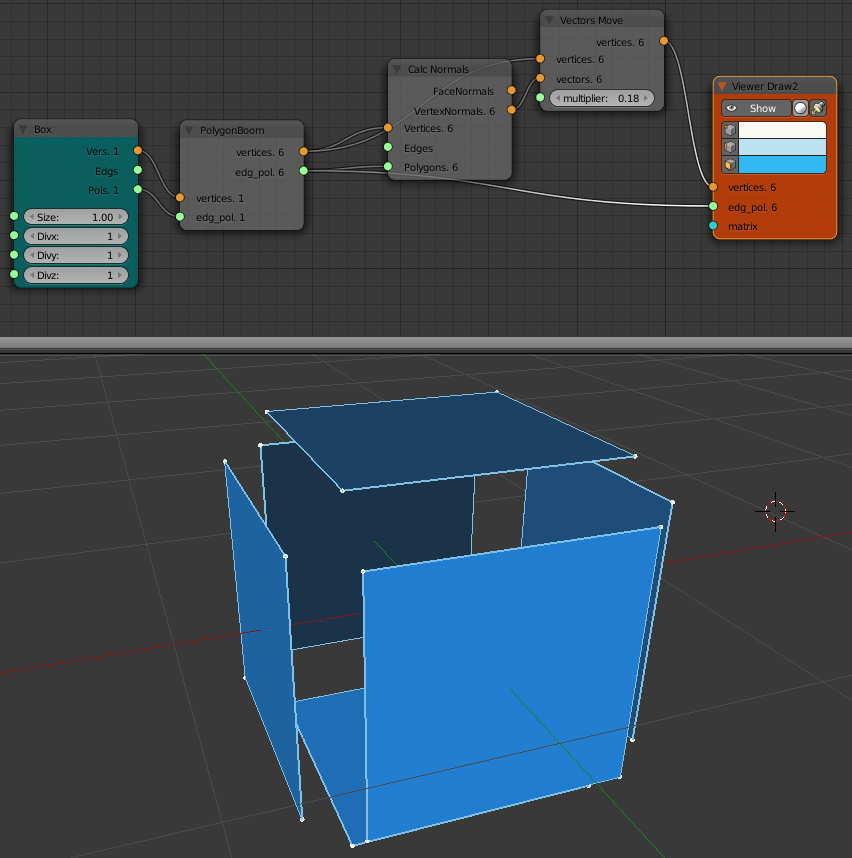 Box
Vers. 1
Edgs
Pols. 1
Size: 1.00
Divx: 1
Divy: 1
Divz: 1
PolygonBoom
vertices. 6
edg_pol. 6
vertices. 1
edg_pol. 1
Calc Normals
FaceNormals
VertexNormals. 6
Vertices. 6
Edges
Polygons. 6
Vectors Move
vertices. 6
vertices. 6
vectors. 6
multiplier: 0.18
Viewer Draw2
Show
vertices. 6
edg_pol. 6
matrix